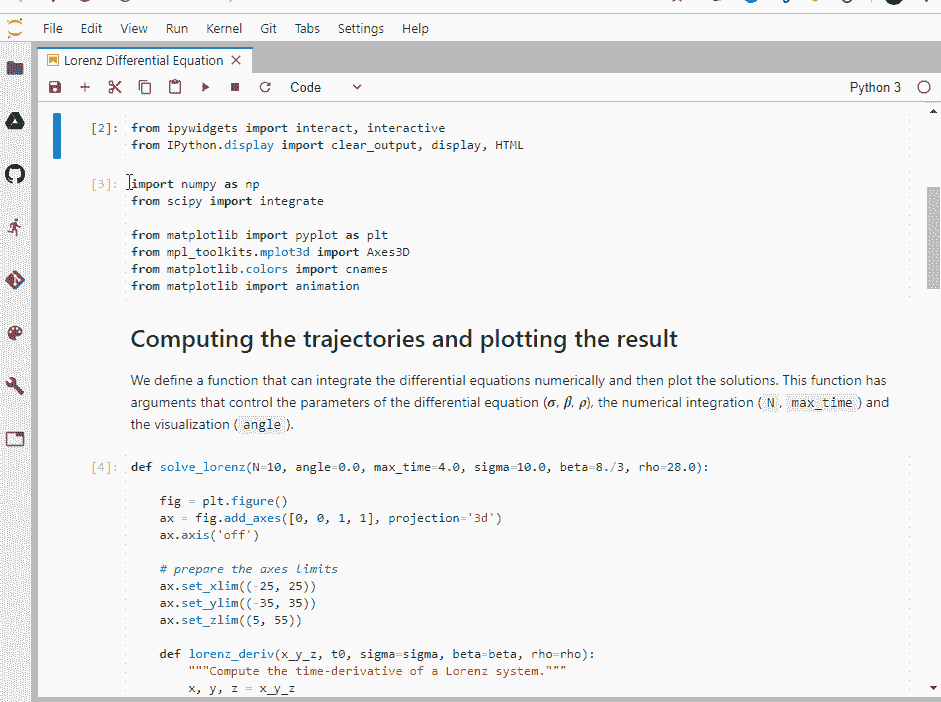 File Edit View Run Kernel Git Tabs Settings Help
Lorenz Differential Equation
Code Python 3
[2]: from ipywidgets import interact, interactive
from IPython.display import clear_output, display, HTML
[3]: import numpy as np
from scipy import integrate
from matplotlib import pyplot as plt
from mpl_toolkits.mplot3d import Axes3D
from matplotlib.colors import cnames
from matplotlib import animation
Computing the trajectories and plotting the result
We define a function that can integrate the differential equations numerically and then plot the solutions. This function has
arguments that control the parameters of the differential equation (σ, β, ρ), the numerical integration ( N , max_time ) and
the visualization ( angle ).
[4]: def solve_lorenz(N=10, angle=0.0, max_time=4.0, sigma=10.0, beta=8./3, rho=28.0):
fig = plt.figure()
ax = fig.add_axes([0, 0, 1, 1], projection='3d')
ax.axis('off')
# prepare the axes limits
ax.set_xlim((-25, 25))
ax.set_ylim((-35, 35))
ax.set_zlim((5, 55))
def lorenz_deriv(x_y_z, t0, sigma=sigma, beta=beta, rho=rho):
"""Compute the time-derivative of a Lorenz system."""
x, y, z = x_y_z